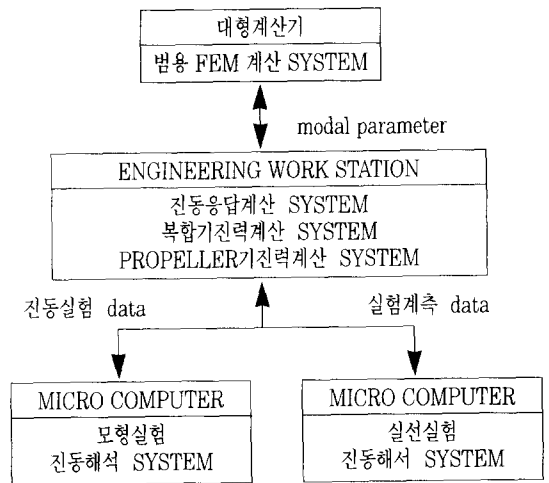 대형계산기
범용 FEM 계산 SYSTEM
modal parameter
ENGINEERING WORK STATION
진동응답계산 SYSTEM
복합기진력계산 SYSTEM
PROPELLER기진력계산 SYSTEM
진동실험 data
실험계측 data
MICRO COMPUTER
모형실험
진동해석 SYSTEM
MICRO COMPUTER
실선실험
진동해서 SYSTEM